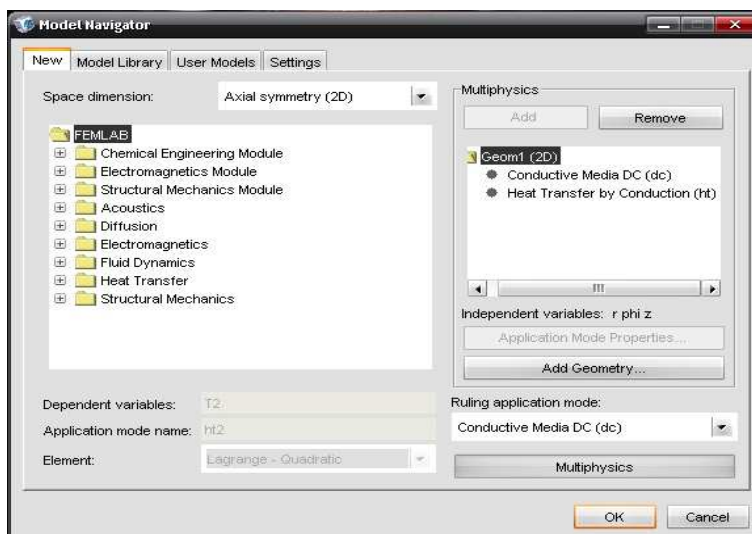 Model Navigator
New Model Library User Models Settings
Space dimension: Axial symmetry (2D)
FEMLAB
Chemical Engineering Module
Electromagnetics Module
Structural Mechanics Module
Acoustics
Diffusion
Electromagnetics
Fluid Dynamics
Heat Transfer
Structural Mechanics
Dependent variables: T2
Application mode name: ht2
Element: Lagrange - Quadratic
Multiphysics
Add Remove
Geom1 (2D)
Conductive Media DC (dc)
Heat Transfer by Conduction (ht)
Independent variables: r phi z
Application Mode Properties...
Add Geometry...
Ruling application mode:
Conductive Media DC (dc)
Multiphysics
OK Cancel